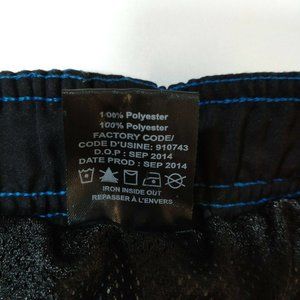 100% Polyester
100% Polyester
FACTORY CODE/
CODE D'USINE: 910743
D.O.P : SEP 2014
DATE PROD : SEP 2014
IRON INSIDE OUT
REPASSER À L'ENVERS